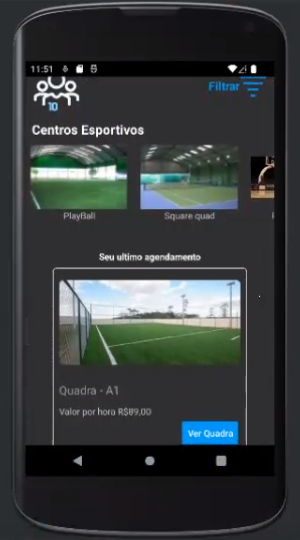 11:51
10
Filtrar
Centros Esportivos
PlayBall
Square quad
Seu ultimo agendamento
Quadra - A1
Valor por hora R$89,00
Ver Quadra